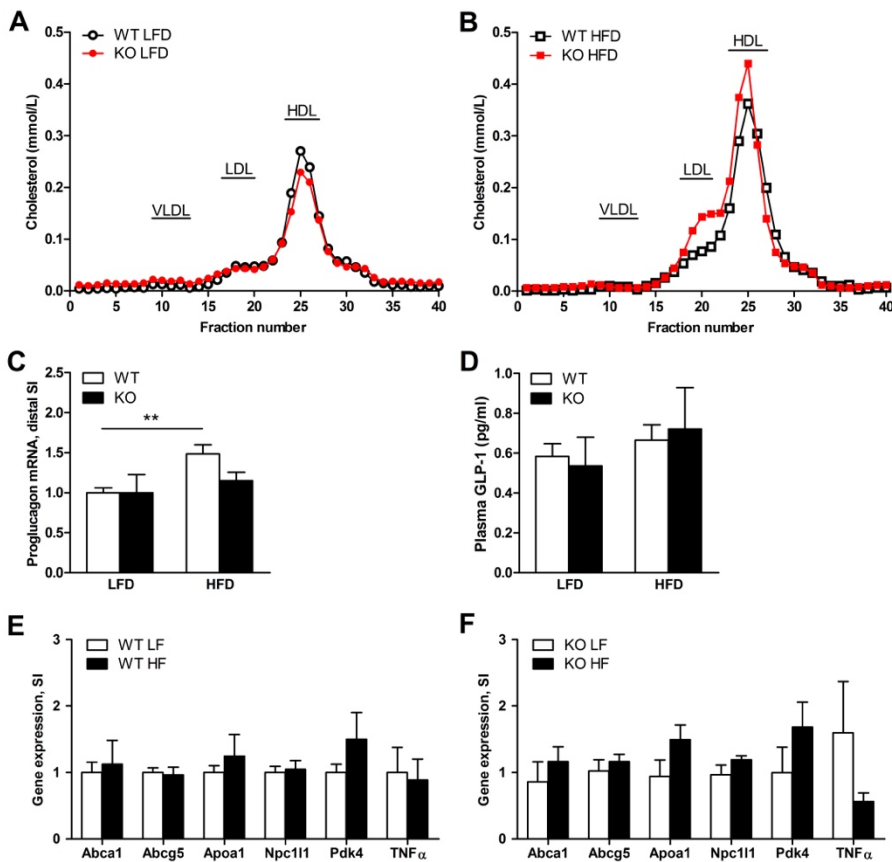 A
WT LFD
KO LFD
Cholesterol (mmol/L)
0.5
0.4
0.3
0.2
0.1
0.0
VLDL
LDL
HDL
0 5 10 15 20 25 30 35 40
Fraction number
B
WT HFD
KO HFD
Cholesterol (mmol/L)
0.5
0.4
0.3
0.2
0.1
0.0
VLDL
LDL
HDL
0 5 10 15 20 25 30 35 40
Fraction number
C
WT
KO
Proglucagon mRNA, distal SI
2.5
2.0
1.5
1.0
0.5
0.0
**
LFD HFD
D
WT
KO
Plasma GLP-1 (pg/ml)
1.0
0.8
0.6
0.4
0.2
0.0
LFD HFD
E
WT LF
WT HF
Gene expression, SI
3
2
1
0
Abca1 Abcg5 Apoa1 Npc1l1 Pdk4 TNFα
F
KO LF
KO HF
Gene expression, SI
3
2
1
0
Abca1 Abcg5 Apoa1 Npc1l1 Pdk4 TNFα